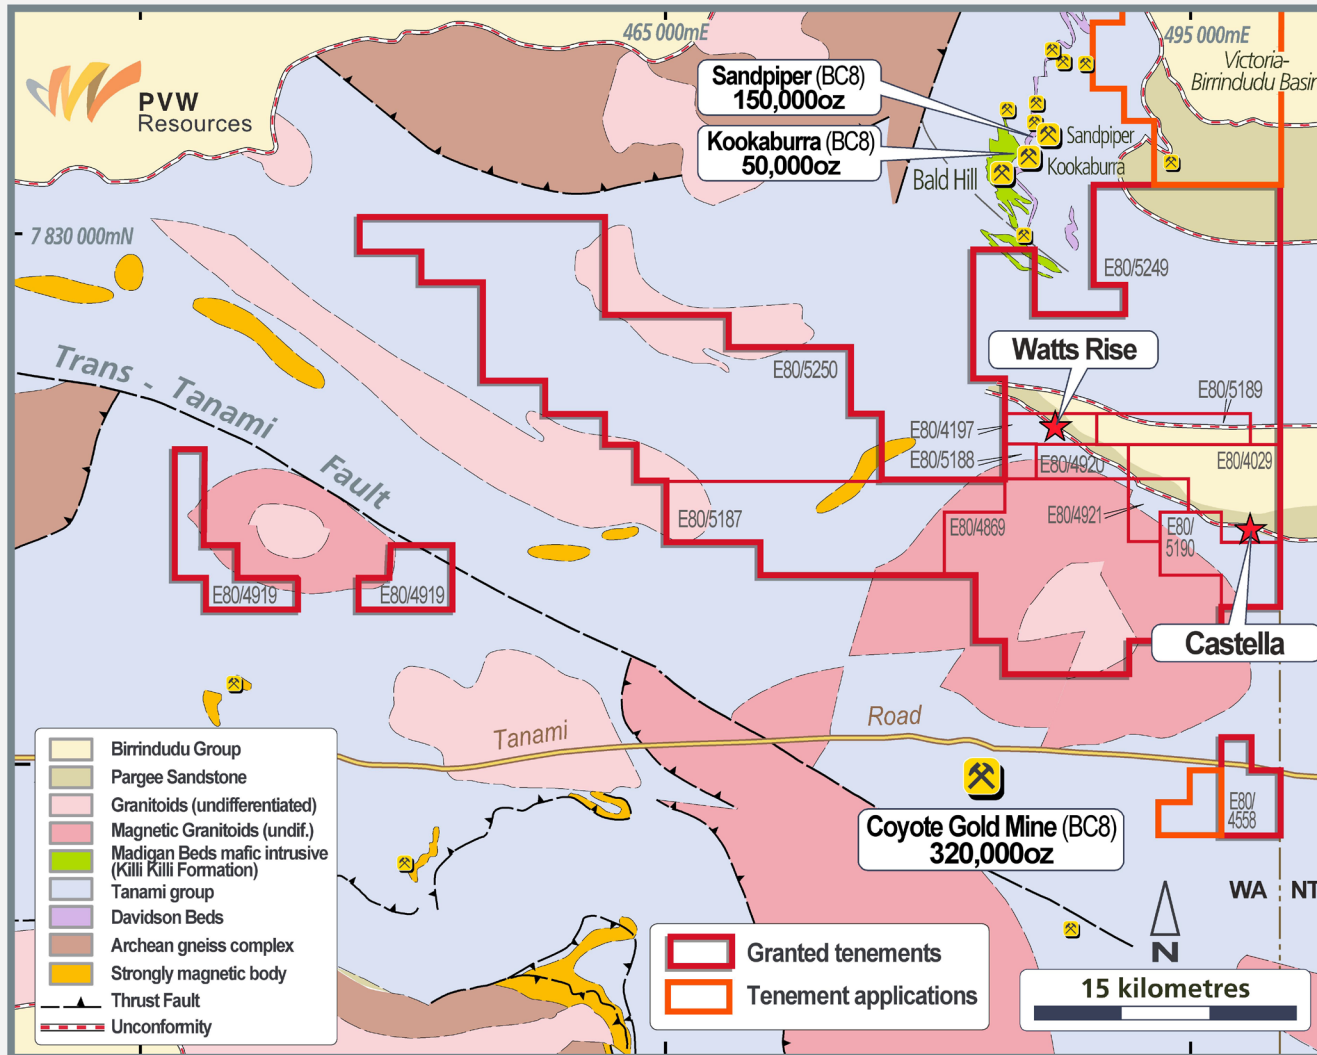 465 000mE
495 000mE
Victoria-
Birrindudu Basin
PVW
Resources
Sandpiper (BC8)
150,000oz
Kookaburra (BC8)
50,000oz
Sandpiper
Kookaburra
Bald Hill
7 830 000mN
E80/5249
Watts Rise
Trans - Tanami
Fault
E80/5250
E80/5189
E80/4197
E80/5188
E80/4920
E80/4029
E80/5187
E80/4869
E80/4921
E80/
5190
E80/4919
E80/4919
Castella
Tanami
Road
Coyote Gold Mine (BC8)
320,000oz
E80/
4558
WA
NT
N
Birrindudu Group
Pargee Sandstone
Granitoids (undifferentiated)
Magnetic Granitoids (undif.)
Madigan Beds mafic intrusive
(Killi Killi Formation)
Tanami group
Davidson Beds
Archean gneiss complex
Strongly magnetic body
Thrust Fault
Unconformity
Granted tenements
Tenement applications
15 kilometres